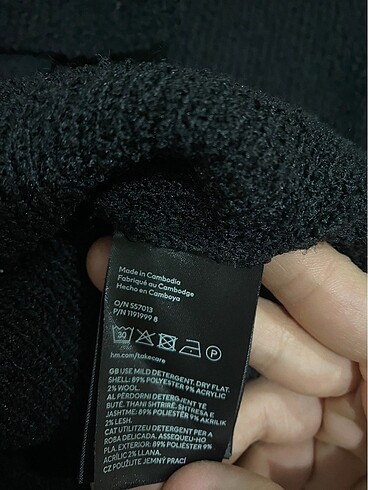 Made in Cambodia
Fabriqué au Cambodge
Hecho en Camboya
O/N 557013
P/N 1191999 8
30
P
hm.com/takecare
GB USE MILD DETERGENT. DRY FLAT.
SHELL: 89% POLYESTER 9% ACRYLIC
2% WOOL
AL PËRDORNI DETERGJENT TË
BUTË. THANI SHTRIRË. SHTRESA E
JASHTME: 89% POLIESTËR 9% AKRILIK
2% LESH.
CAT UTILITZEU DETERGENT PER A
ROBA DELICADA. ASSEQUEU-HO
PLA. EXTERIOR: 89% POLIÈSTER 9%
ACRÍLIC 2% LLANA.
CZ POUŽIJTE JEMNÝ PRACÍ